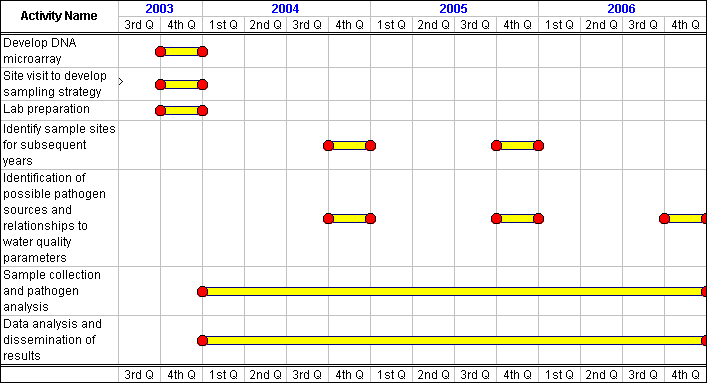 Activity Name
2003 2004 2005 2006
3rd Q 4th Q 1st Q 2nd Q 3rd Q 4th Q 1st Q 2nd Q 3rd Q 4th Q 1st Q 2nd Q 3rd Q 4th Q
Develop DNA
microarray
Site visit to develop
sampling strategy
Lab preparation
Identify sample sites
for subsequent
years
Identification of
possible pathogen
sources and
relationships to
water quality
parameters
Sample collection
and pathogen
analysis
Data analysis and
dissemination of
results
3rd Q 4th Q 1st Q 2nd Q 3rd Q 4th Q 1st Q 2nd Q 3rd Q 4th Q 1st Q 2nd Q 3rd Q 4th Q